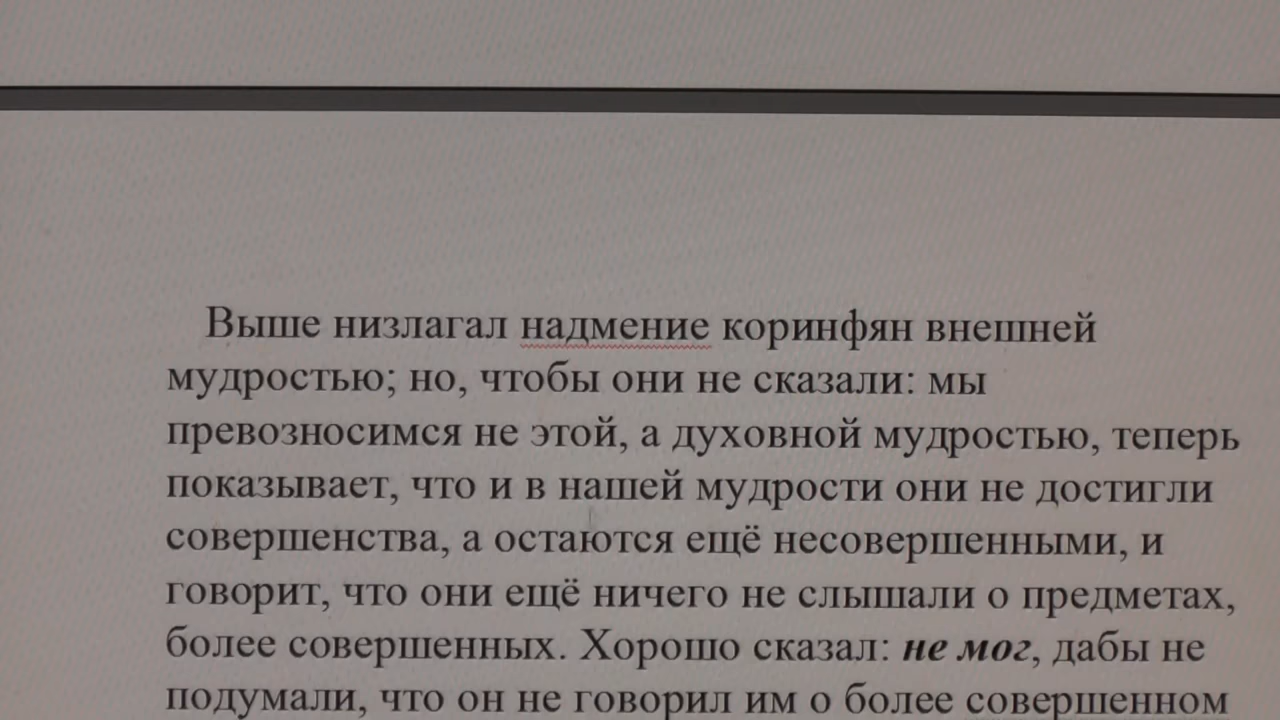 Выше низлагал надмение коринфян внешней
мудростью; но, чтобы они не сказали: мы
превозносимся не этой, а духовной мудростью, теперь
показывает, что и в нашей мудрости они не достигли
совершенства, а остаются ещё несовершенными, и
говорит, что они ещё ничего не слышали о предметах,
более совершенных. Хорошо сказал: не мог, дабы не
подумали, что он не говорил им о более совершенном